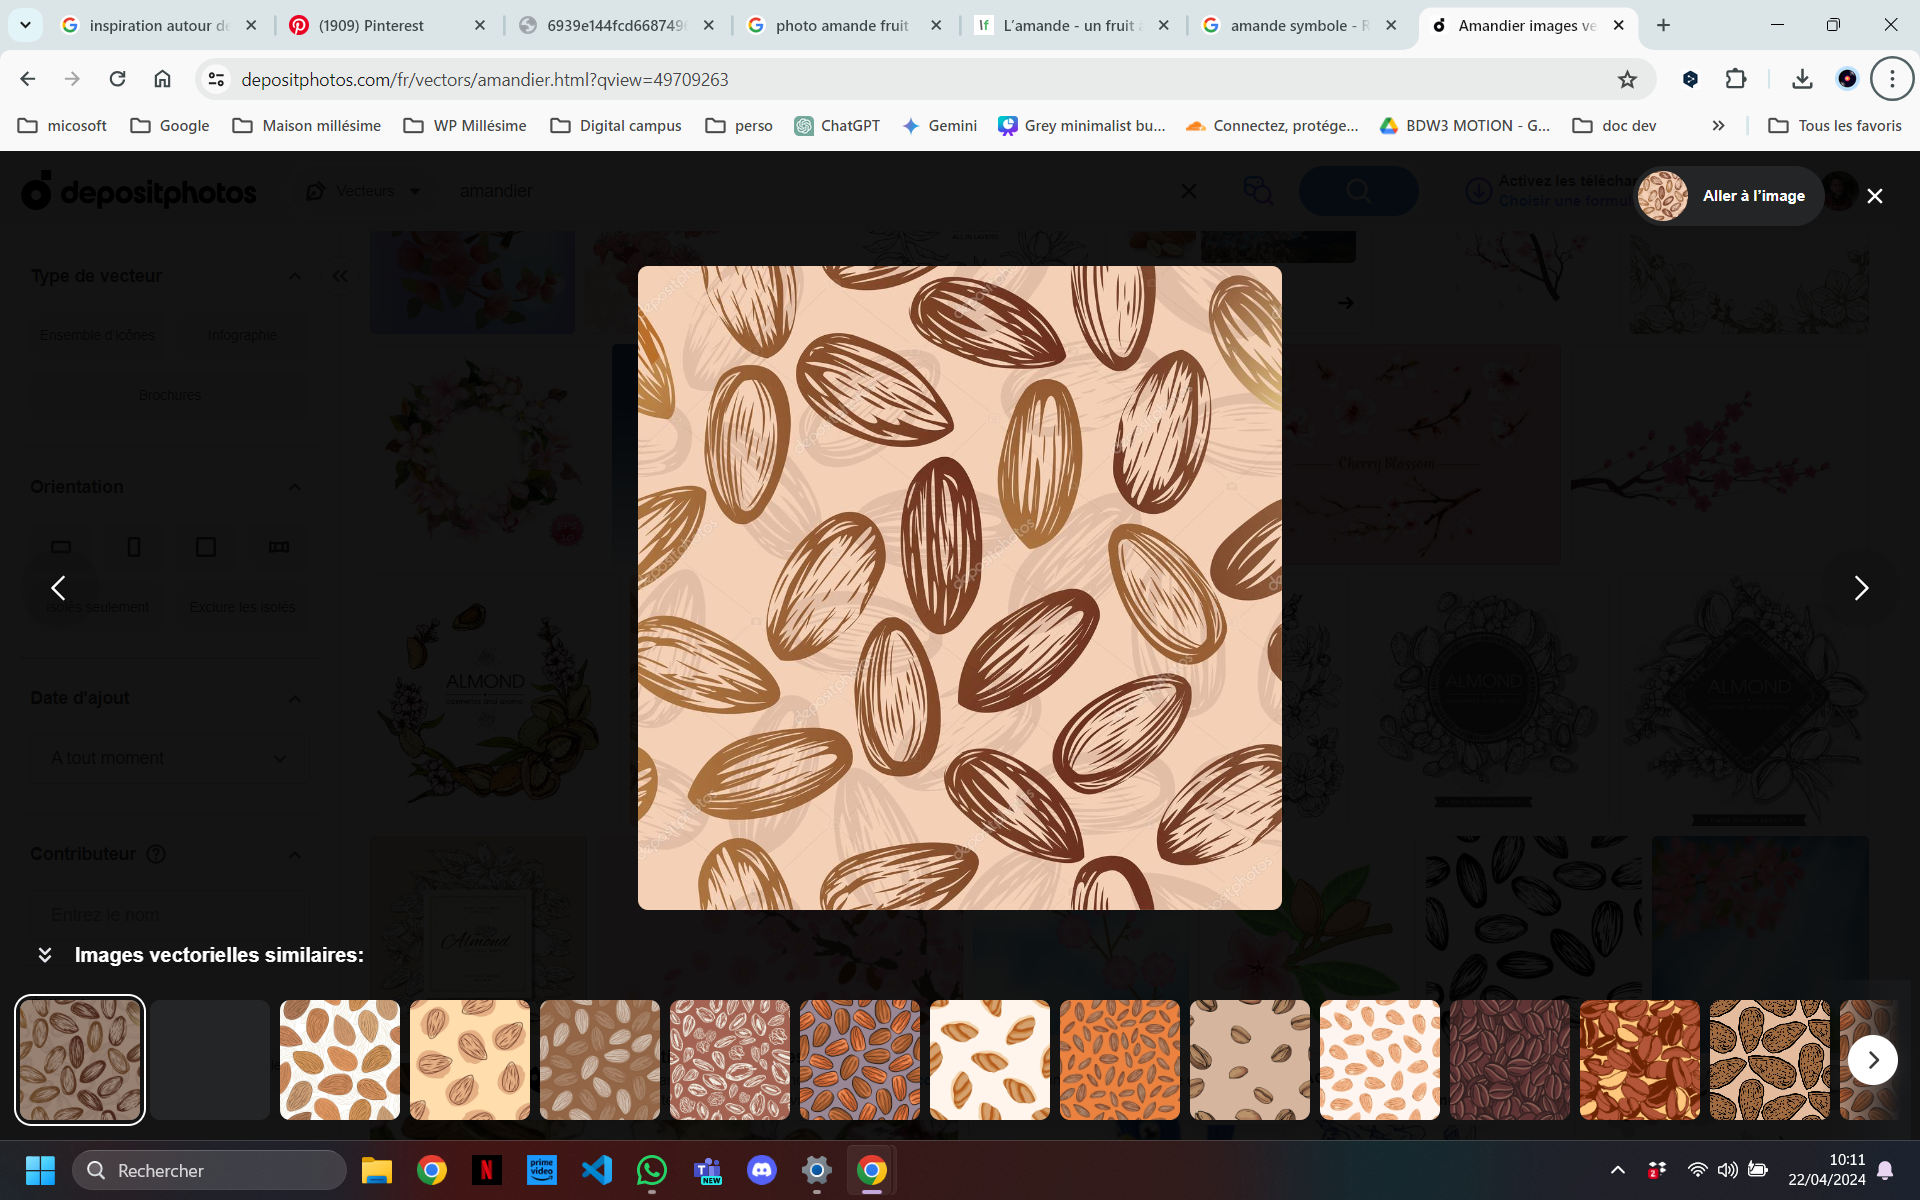 inspiration autour de
(1909) Pinterest
photo amande fruit
L'amande - un fruit
amande symbole - R
Amandier images ve
depositphotos.com/fr/vectors/amandier.html?qview=49709263
micosoft
Google
Maison millésime
WP Millésime
Digital campus
perso
ChatGPT
Gemini
Grey minimalist bu...
Connectez, protége...
BDW3 MOTION - G...
doc dev
Tous les favoris
depositphotos
Vecteurs
amandier
Activez les téléchar
Choisir une formul
Aller à l'image
Type de vecteur
Ensemble d'icônes
Infographie
Brochures
Cherry Blossom
Orientation
Isolés seulement
Exclure les isolés
ALMOND
ALMOND
ALMOND
Date d'ajout
A tout moment
Contributeur
Entrez le nom
Almond
Images vectorielles similaires:
Rechercher
10:11
22/04/2024